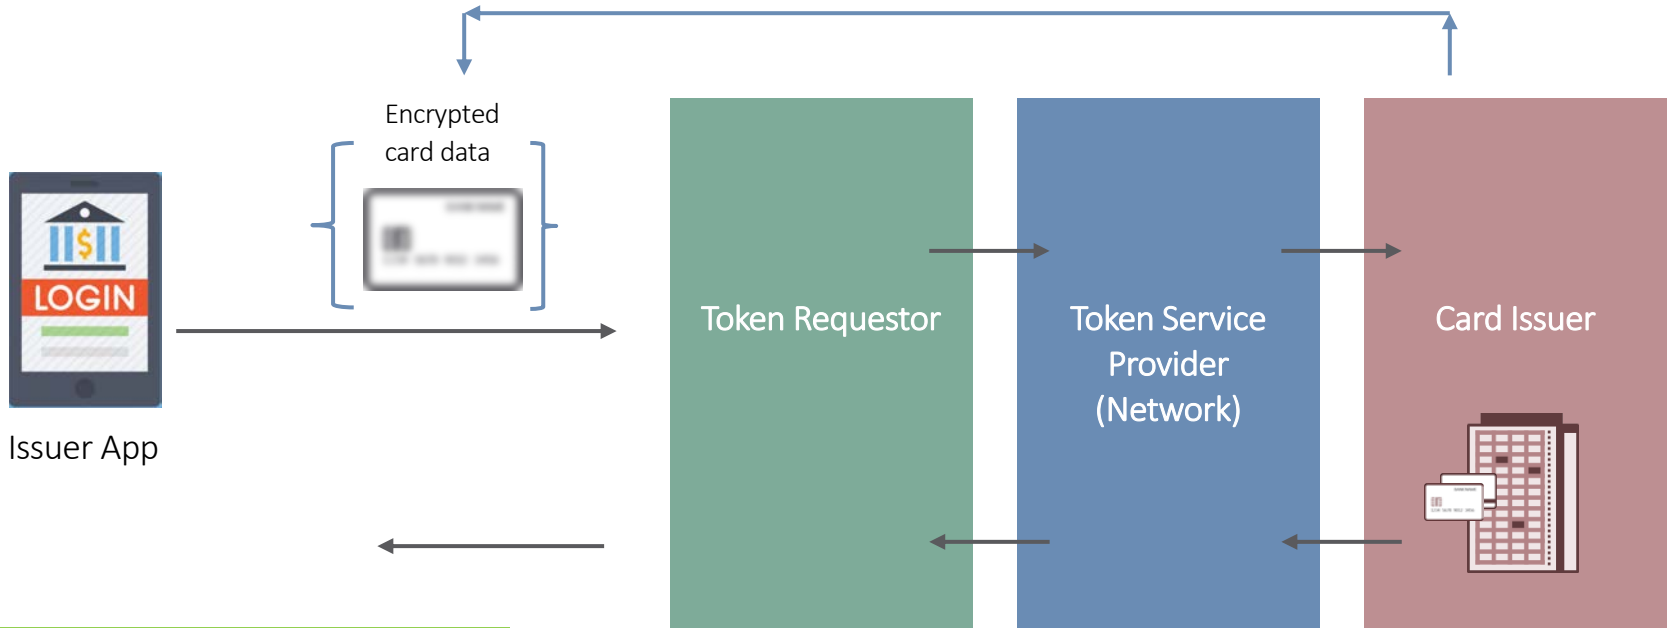 Encrypted
card data
$
LOGIN
Issuer App
Token Requestor
Token Service
Provider
(Network)
Card Issuer